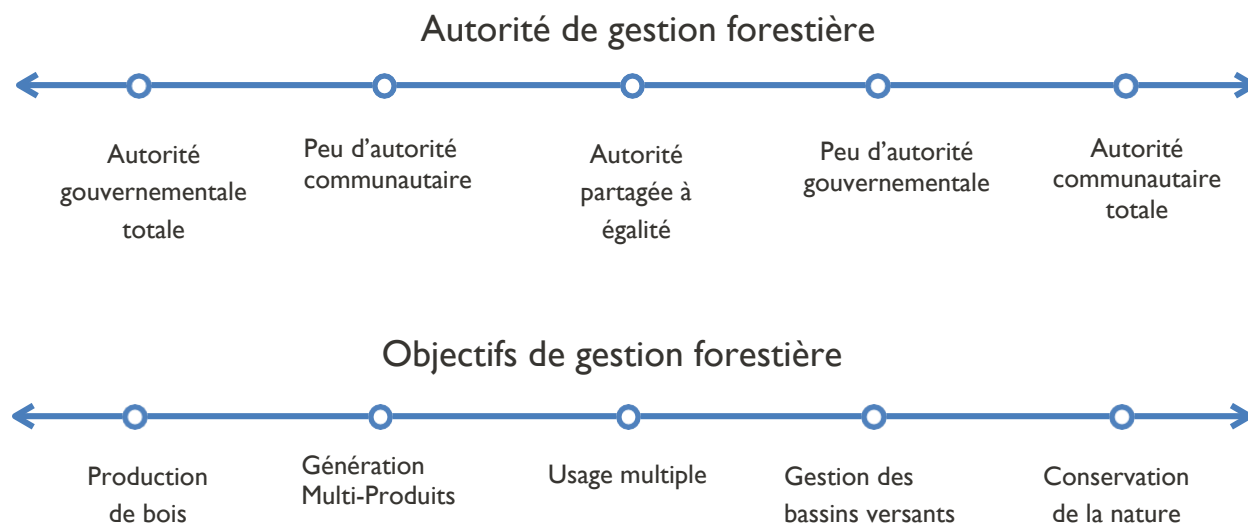 Autorité de gestion forestière
Autorité
gouvernementale
totale
Peu d’autorité
communautaire
Autorité
partagée à
égalité
Peu d’autorité
gouvernementale
Autorité
communautaire
totale
Objectifs de gestion forestière
Production
de bois
Génération
Multi-Produits
Usage multiple
Gestion des
bassins versants
Conservation
de la nature